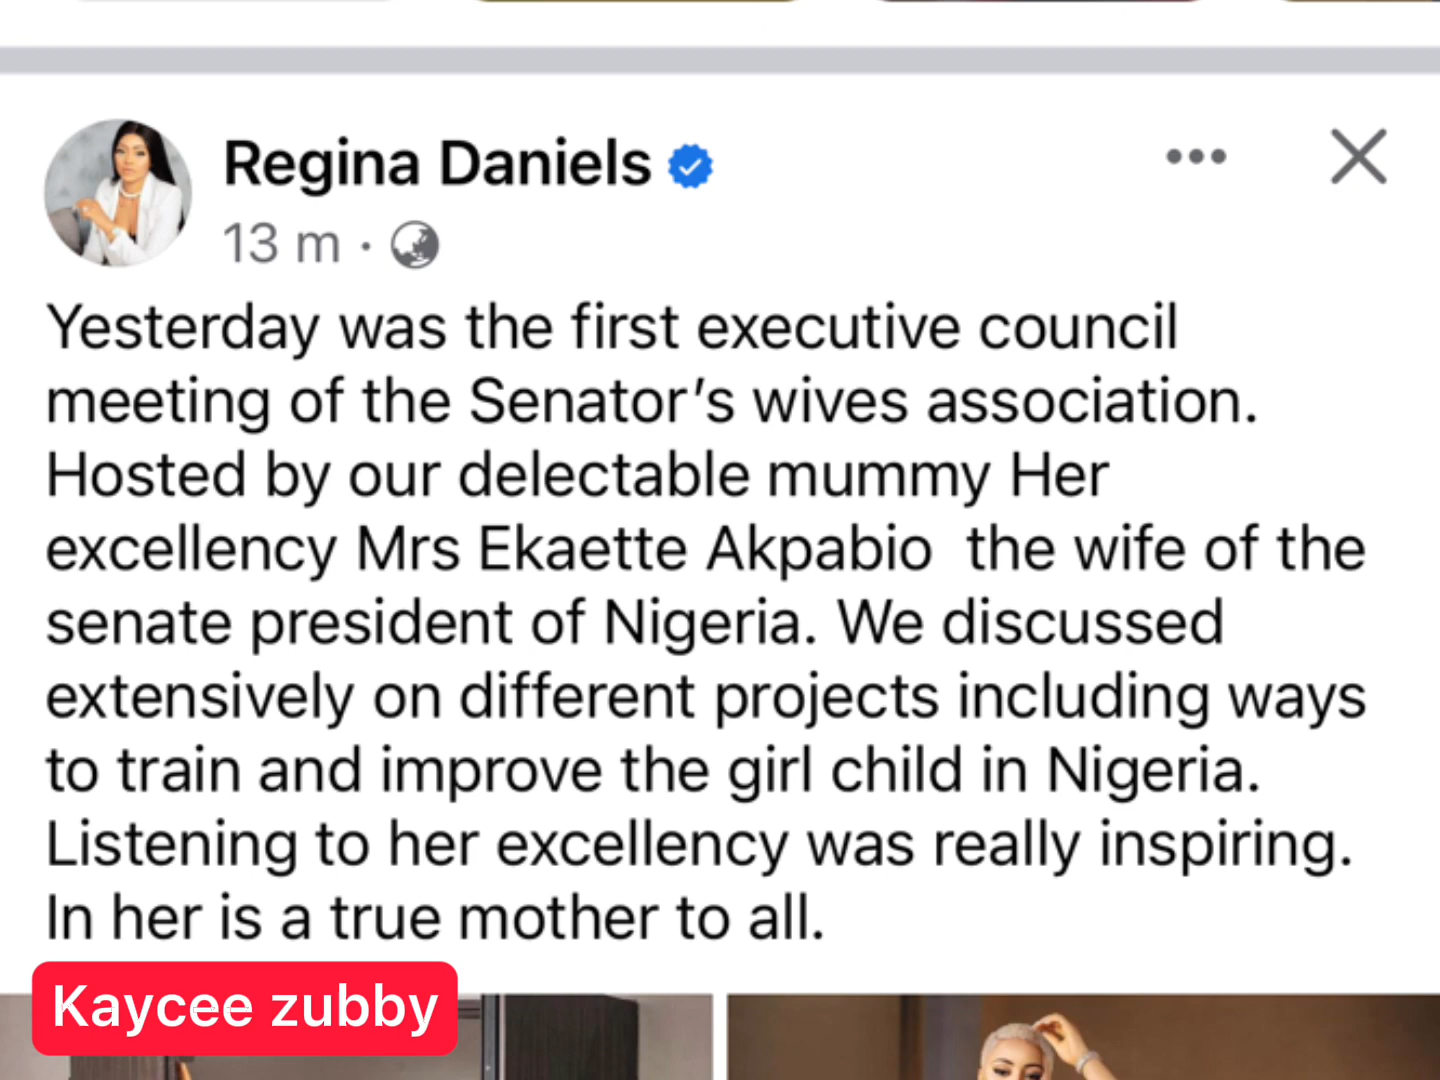 Regina Daniels
13 m ·
Yesterday was the first executive council
meeting of the Senator's wives association.
Hosted by our delectable mummy Her
excellency Mrs Ekaette Akpabio  the wife of the
senate president of Nigeria. We discussed
extensively on different projects including ways
to train and improve the girl child in Nigeria.
Listening to her excellency was really inspiring.
In her is a true mother to all.
Kaycee zubby